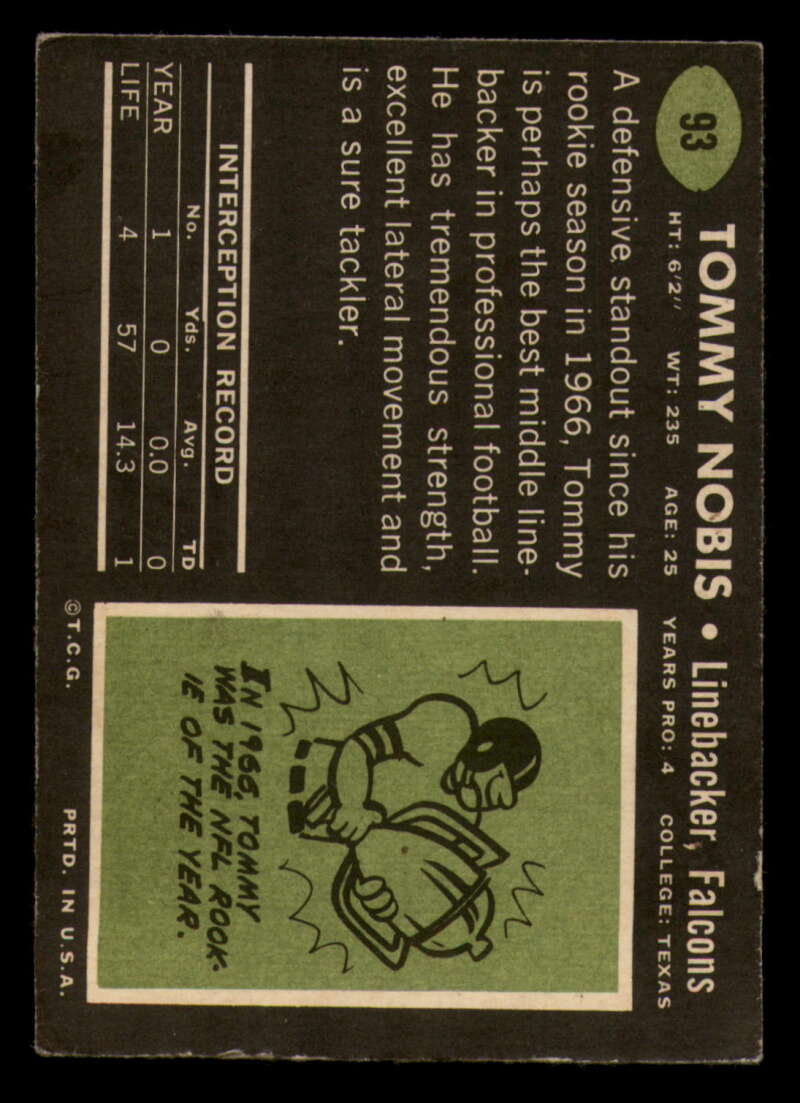 93
TOMMY NOBIS • Linebacker, Falcons
HT: 6'2" WT: 235 AGE: 25 YEARS PRO: 4 COLLEGE: TEXAS
A defensive standout since his
rookie season in 1966, Tommy
is perhaps the best middle line-
backer in professional football.
He has tremendous strength,
excellent lateral movement and
is a sure tackler.
INTERCEPTION RECORD
No. Yds. Avg. TD
YEAR 1 0 0.0 0
LIFE 4 57 14.3 1
IN 1966, TOMMY
WAS THE NFL ROOK-
IE OF THE YEAR.
©T.C.G. PRTD. IN U.S.A.